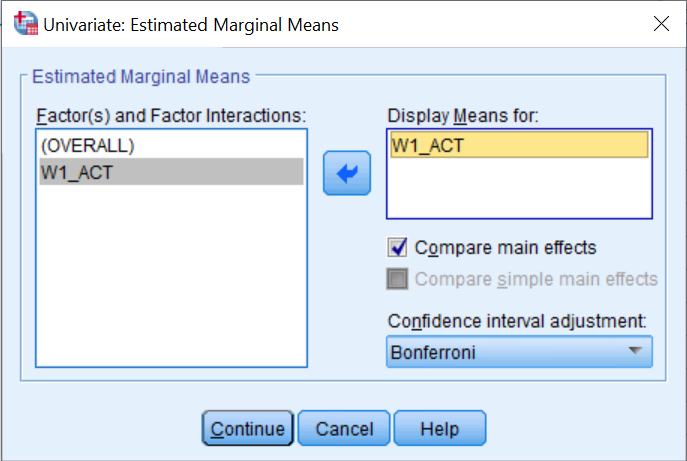 Univariate: Estimated Marginal Means
Estimated Marginal Means
Factor(s) and Factor Interactions:
(OVERALL)
W1_ACT
Display Means for:
W1_ACT
Compare main effects
Compare simple main effects
Confidence interval adjustment:
Bonferroni
Continue
Cancel
Help